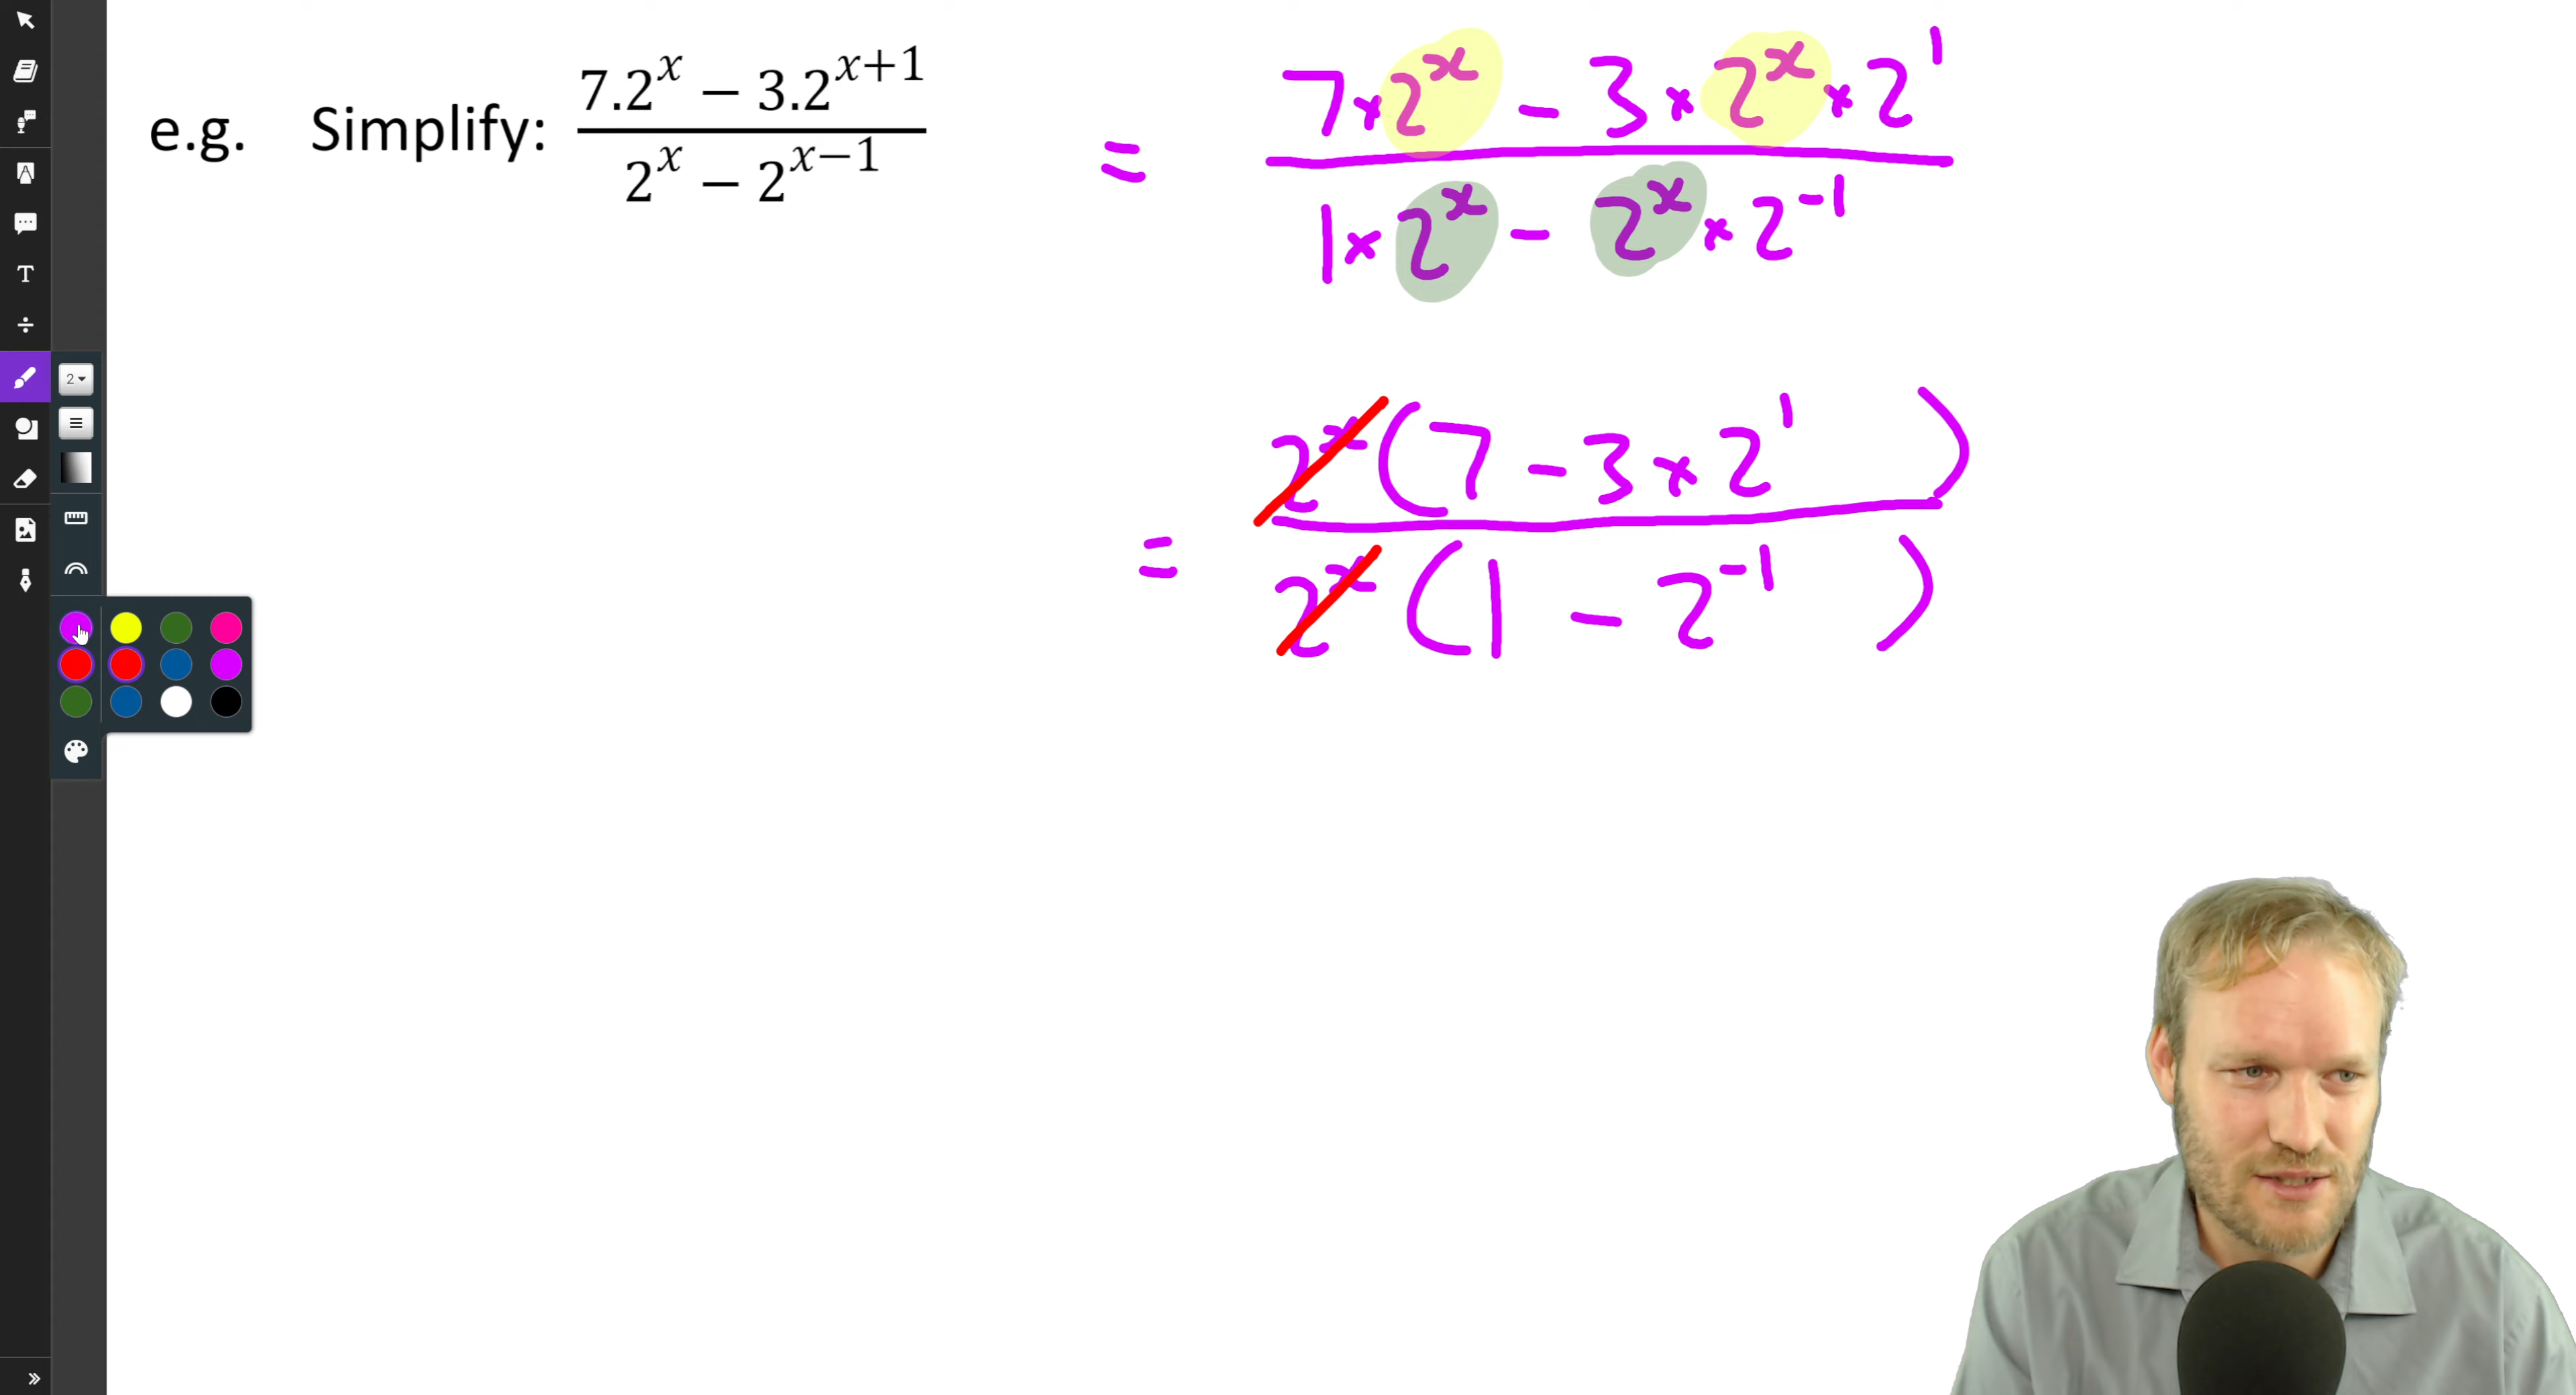 e.g. Simplify: (7.2^x − 3.2^(x+1)) / (2^x − 2^(x−1))
= (7 × 2^x − 3 × 2^x × 2^1) / (1 × 2^x − 2^x × 2^-1)
= 2^x (7 − 3 × 2^1) / 2^x (1 − 2^-1)
2